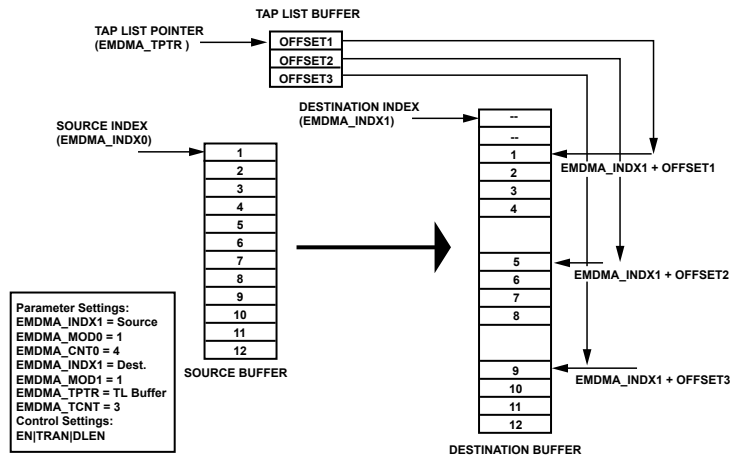 TAP LIST BUFFER
TAP LIST POINTER
(EMDMA_TPTR )
OFFSET1
OFFSET2
OFFSET3
SOURCE INDEX
(EMDMA_INDX0)
DESTINATION INDEX
(EMDMA_INDX1)
1
2
3
4
5
6
7
8
9
10
11
12
SOURCE BUFFER
--
--
1
2
3
4
5
6
7
8
9
10
11
12
DESTINATION BUFFER
EMDMA_INDX1 + OFFSET1
EMDMA_INDX1 + OFFSET2
EMDMA_INDX1 + OFFSET3
Parameter Settings:
EMDMA_INDX1 = Source
EMDMA_MOD0 = 1
EMDMA_CNT0 = 4
EMDMA_INDX1 = Dest.
EMDMA_MOD1 = 1
EMDMA_TPTR = TL Buffer
EMDMA_TCNT = 3
Control Settings:
EN|TRAN|DLEN